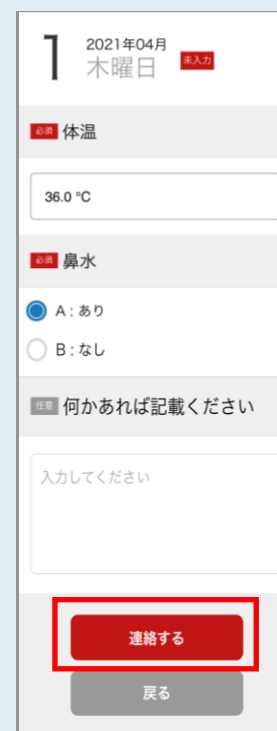 1
2021年04月
木曜日 未入力
必須 体温
36.0 °C
必須 鼻水
A : あり
B : なし
任意 何かあれば記載ください
入力してください
連絡する
戻る